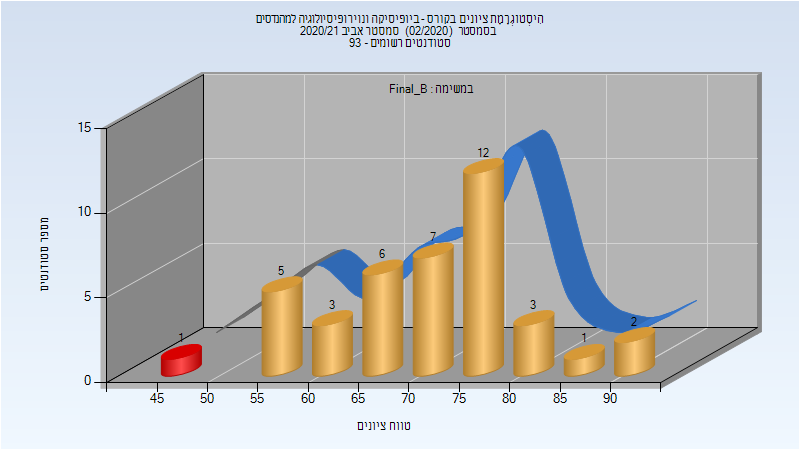 היסטוגרמת ציונים בקורס - ביופיסיקה ונוירופיסיולוגיה למהנדסים
בסמסטר (02/2020) סמסטר אביב 2020/21
סטודנטים רשומים - 93
במשימה : Final_B
מספר סטודנטים
15
10
5
0
1
5
3
6
7
12
3
1
2
45 50 55 60 65 70 75 80 85 90
טווח ציונים